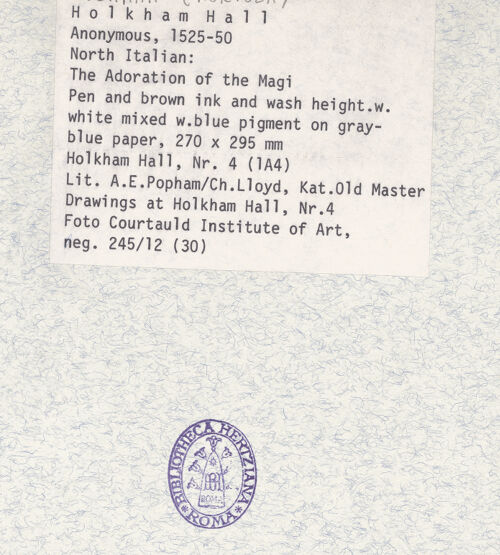 H o l k h a m  H a l l
Anonymous, 1525-50
North Italian:
The Adoration of the Magi
Pen and brown ink and wash height.w.
white mixed w.blue pigment on gray-
blue paper, 270 x 295 mm
Holkham Hall, Nr. 4 (1A4)
Lit. A.E.Popham/Ch.Lloyd, Kat.Old Master
Drawings at Holkham Hall, Nr.4
Foto Courtauld Institute of Art,
neg. 245/12 (30)
BIBLIOTHECA HERTZIANA
ROMA